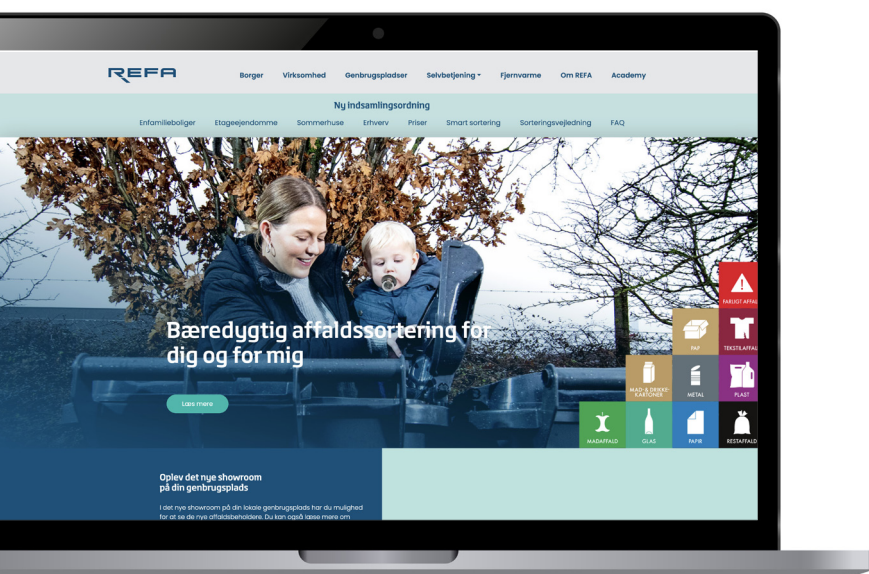 REFA
Borger Virksomhed Genbrugspladser Selvbetjening Fjernvarme Om REFA Academy
Ny indsamlingsordning
Enfamilieboliger Etageejendomme Sommerhuse Erhverv Priser Smart sortering Sorteringsvejledning FAQ
Bæredygtig affaldssortering for
dig og for mig
Læs mere
FARLIGT AFFAL
PAP
TEKSTILAFFALD
MAD- & DRIKKE-
KARTONER
METAL
PLAST
MADAFFALD
GLAS
PAPIR
RESTAFFALD
Oplev det nye showroom
på din genbrugsplads
I det nye showroom på din lokale genbrugsplads har du mulighed
for at se de nye affaldsbeholdere. Du kan også læse mere om